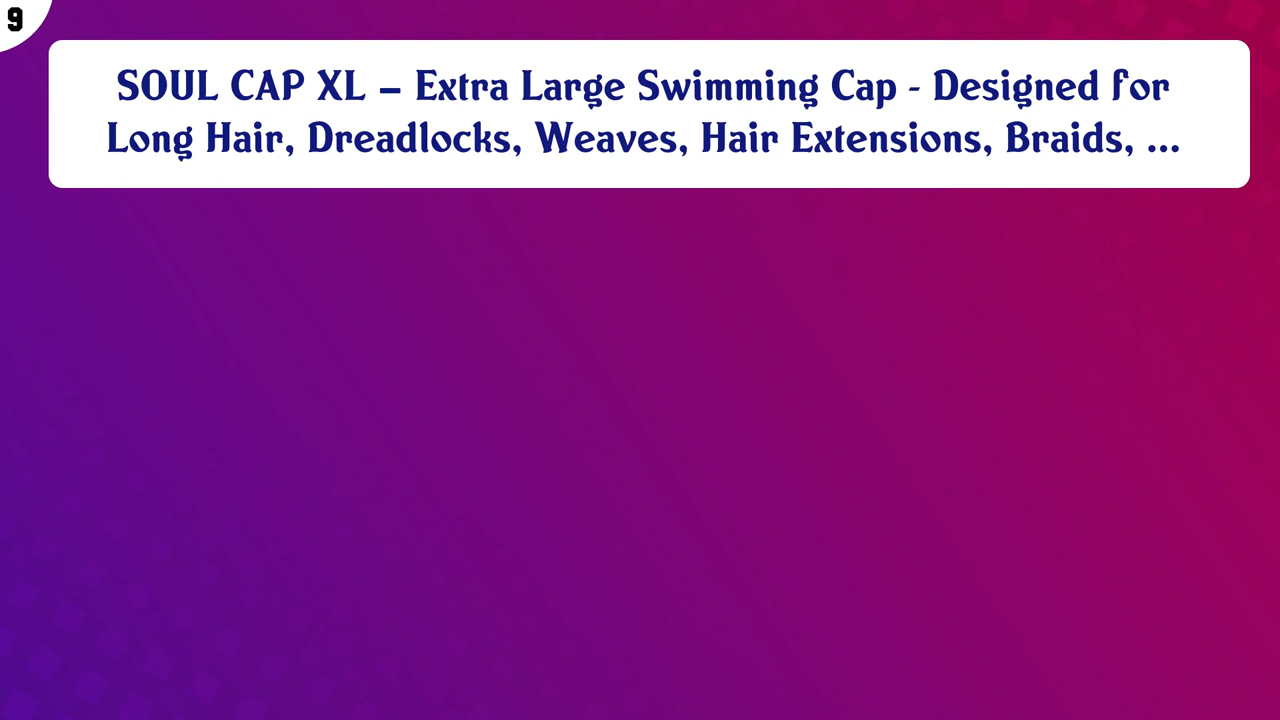 9
SOUL CAP XL – Extra Large Swimming Cap - Designed for
Long Hair, Dreadlocks, Weaves, Hair Extensions, Braids, ...